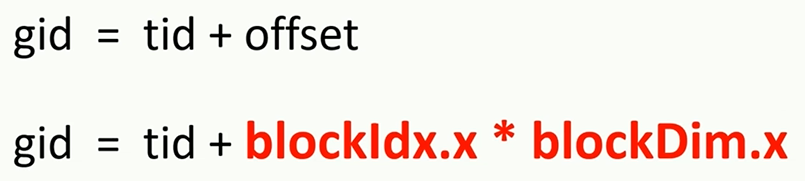 gid = tid + offset
gid = tid + blockIdx.x * blockDim.x